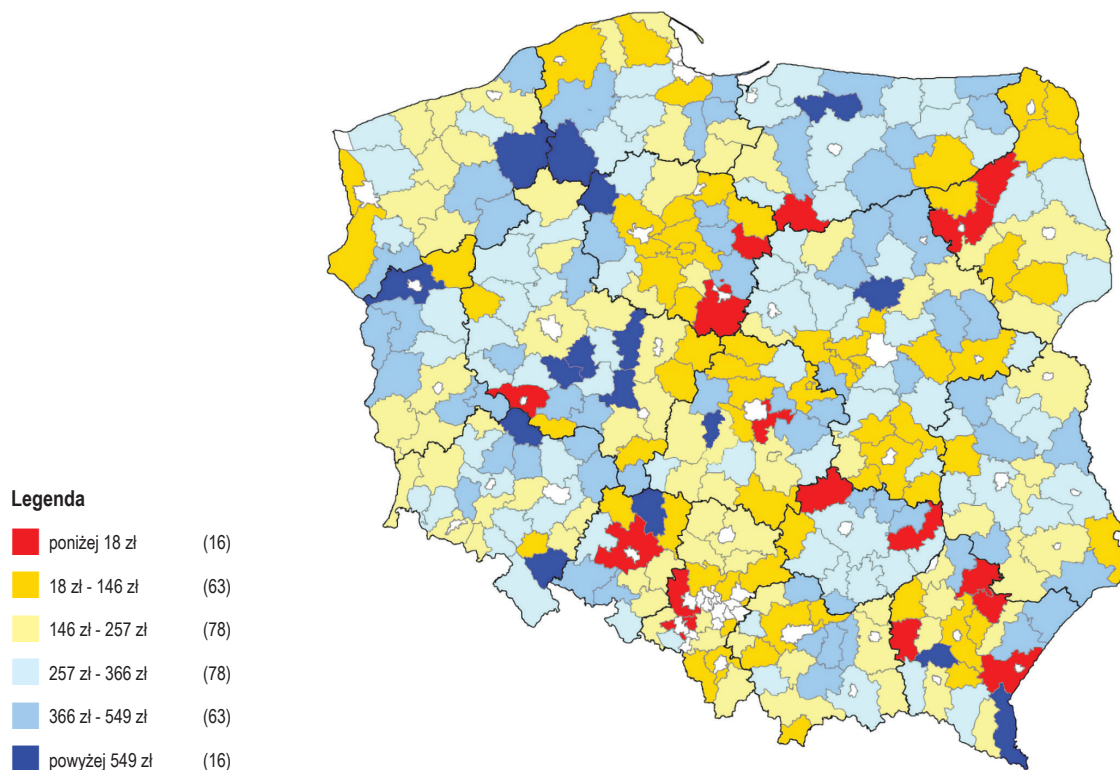 Legenda
poniżej 18 zł (16)
18 zł - 146 zł (63)
146 zł - 257 zł (78)
257 zł - 366 zł (78)
366 zł - 549 zł (63)
powyżej 549 zł (16)